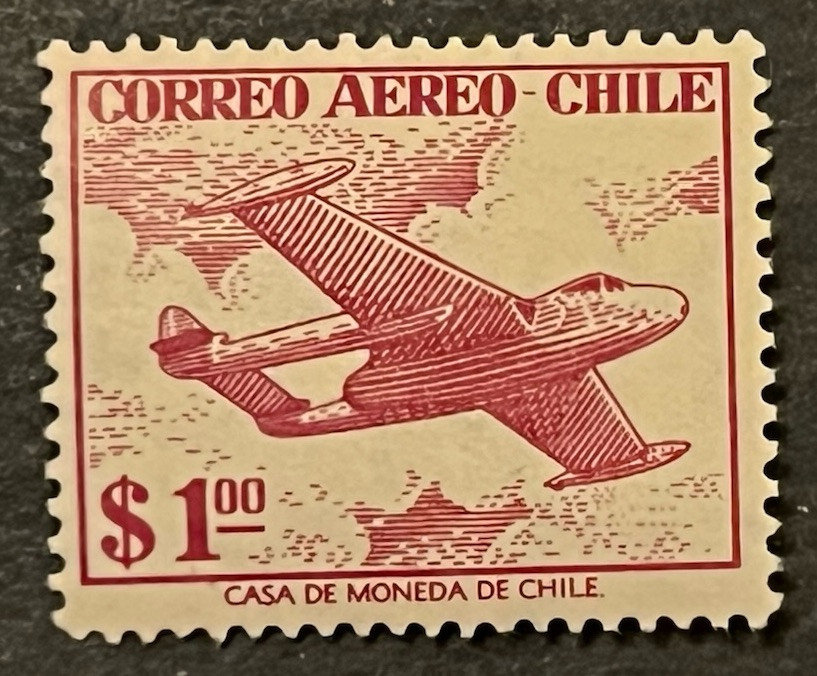 CORREO AEREO - CHILE
$ 1.00
CASA DE MONEDA DE CHILE.